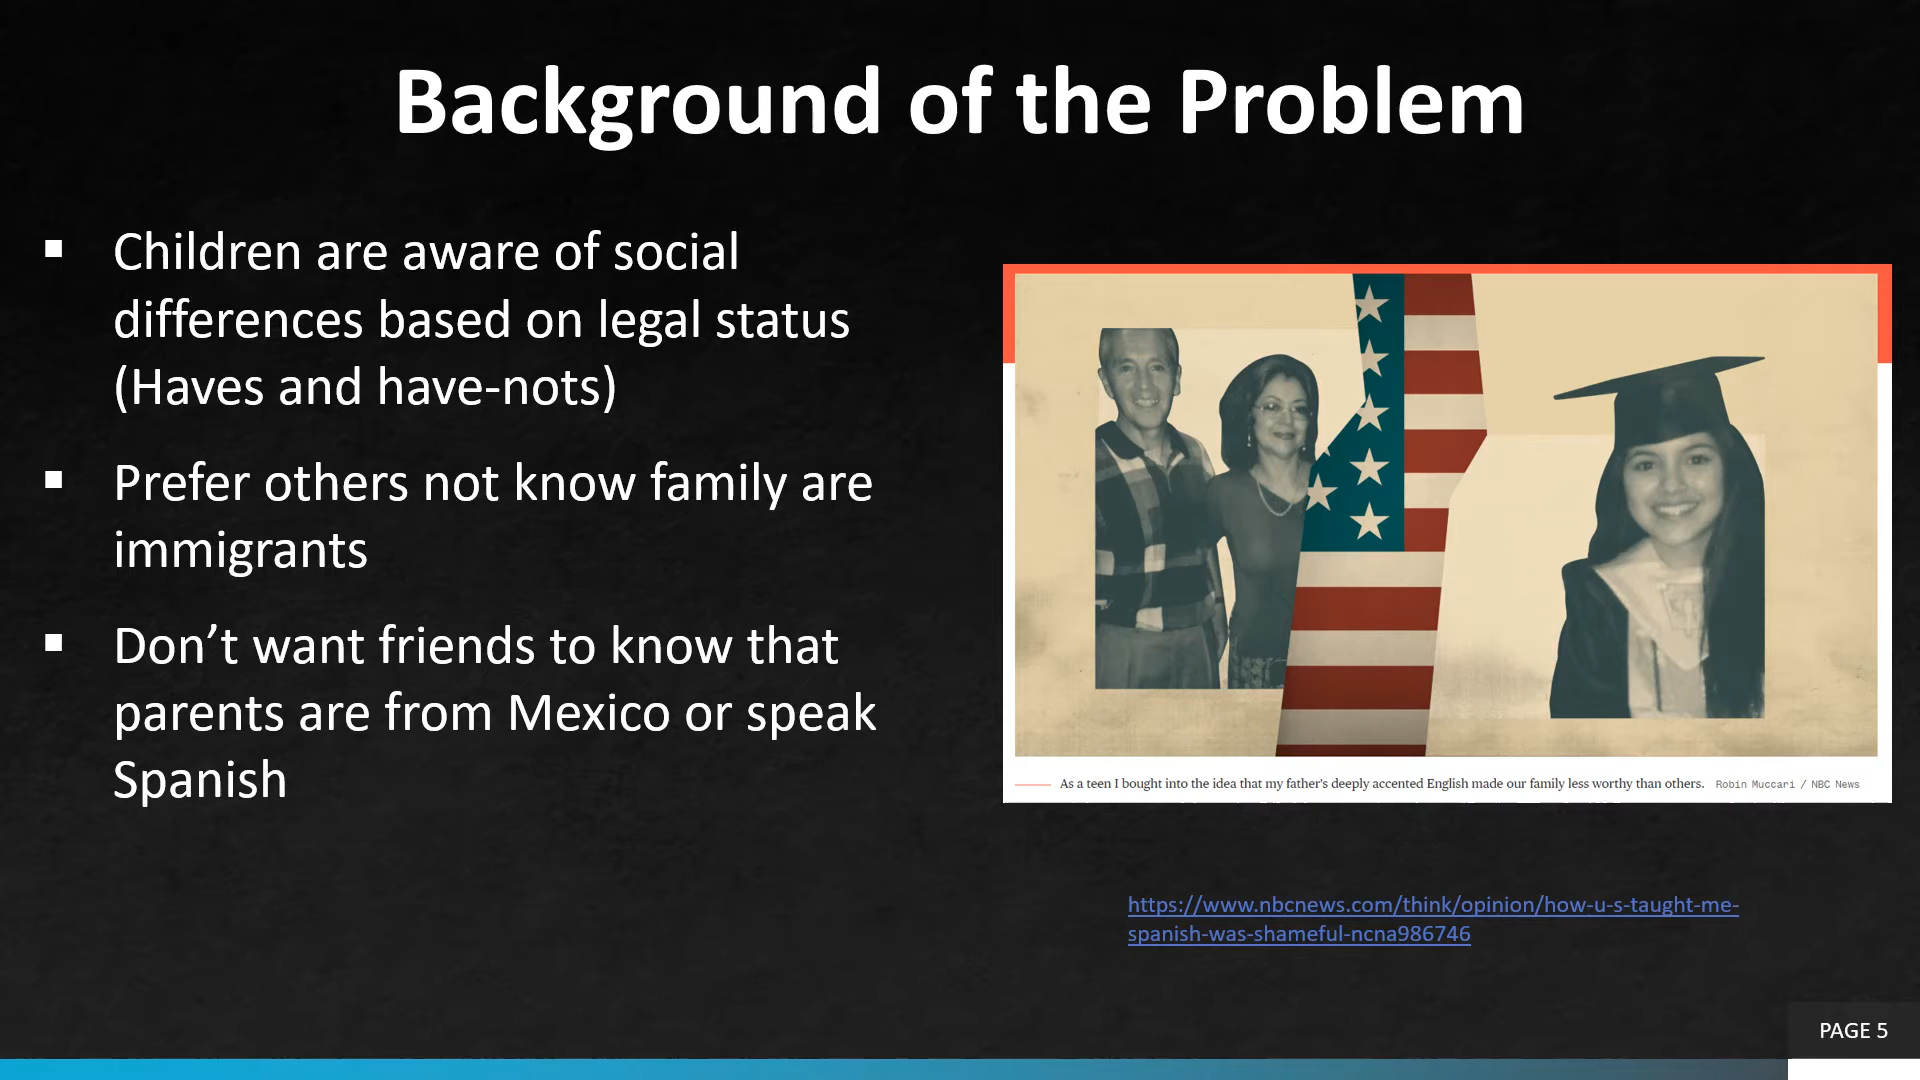 Background of the Problem
▪ Children are aware of social
differences based on legal status
(Haves and have-nots)
▪ Prefer others not know family are
immigrants
▪ Don’t want friends to know that
parents are from Mexico or speak
Spanish
As a teen I bought into the idea that my father's deeply accented English made our family less worthy than others. Robin Muccari / NBC News
https://www.nbcnews.com/think/opinion/how-u-s-taught-me-
spanish-was-shameful-ncna986746
PAGE 5